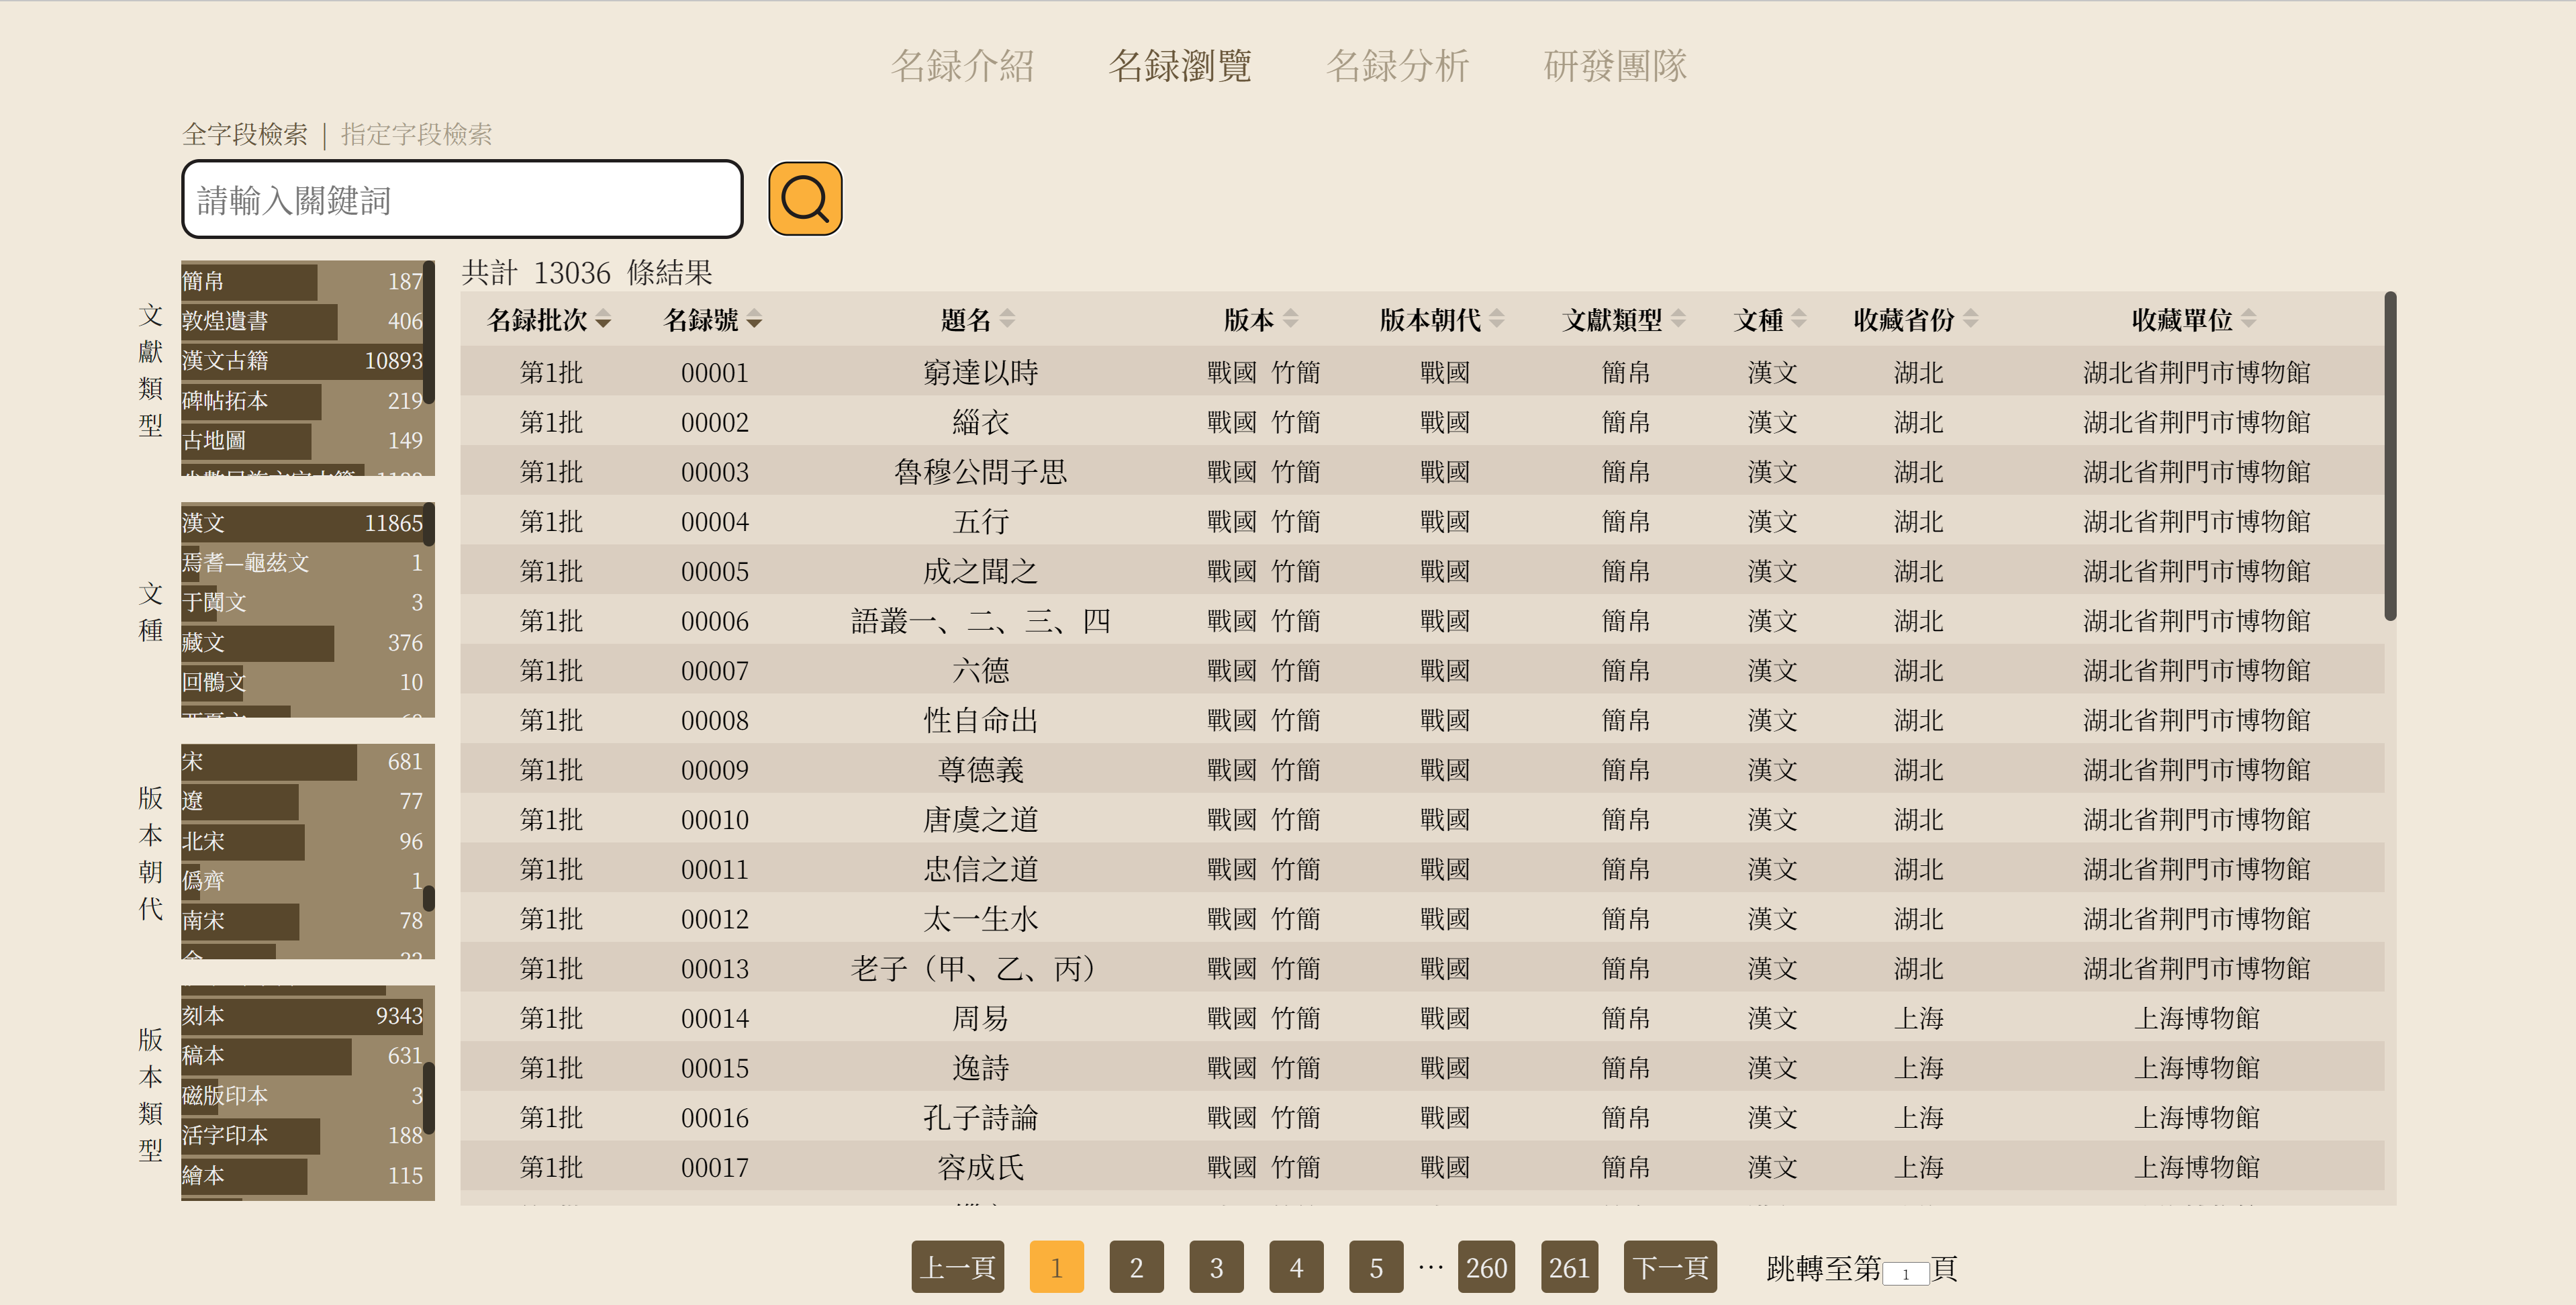 名録介紹 名録瀏覽 名録分析 研發團隊
全字段檢索 | 指定字段檢索
請輸入關鍵詞
文獻類型
簡帛 187
敦煌遺書 406
漢文古籍 10893
碑帖拓本 219
古地圖 149
文種
漢文 11865
焉耆—龜茲文 1
于闐文 3
藏文 376
回鶻文 10
版本朝代
宋 681
遼 77
北宋 96
僞齊 1
南宋 78
版本類型
刻本 9343
稿本 631
磁版印本 3
活字印本 188
繪本 115
共計 13036 條結果
名録批次 名録號 題名 版本 版本朝代 文獻類型 文種 收藏省份 收藏單位
第1批 00001 窮達以時 戰國 竹簡 戰國 簡帛 漢文 湖北 湖北省荆門市博物館
第1批 00002 緇衣 戰國 竹簡 戰國 簡帛 漢文 湖北 湖北省荆門市博物館
第1批 00003 魯穆公問子思 戰國 竹簡 戰國 簡帛 漢文 湖北 湖北省荆門市博物館
第1批 00004 五行 戰國 竹簡 戰國 簡帛 漢文 湖北 湖北省荆門市博物館
第1批 00005 成之聞之 戰國 竹簡 戰國 簡帛 漢文 湖北 湖北省荆門市博物館
第1批 00006 語叢一、二、三、四 戰國 竹簡 戰國 簡帛 漢文 湖北 湖北省荆門市博物館
第1批 00007 六德 戰國 竹簡 戰國 簡帛 漢文 湖北 湖北省荆門市博物館
第1批 00008 性自命出 戰國 竹簡 戰國 簡帛 漢文 湖北 湖北省荆門市博物館
第1批 00009 尊德義 戰國 竹簡 戰國 簡帛 漢文 湖北 湖北省荆門市博物館
第1批 00010 唐虞之道 戰國 竹簡 戰國 簡帛 漢文 湖北 湖北省荆門市博物館
第1批 00011 忠信之道 戰國 竹簡 戰國 簡帛 漢文 湖北 湖北省荆門市博物館
第1批 00012 太一生水 戰國 竹簡 戰國 簡帛 漢文 湖北 湖北省荆門市博物館
第1批 00013 老子（甲、乙、丙） 戰國 竹簡 戰國 簡帛 漢文 湖北 湖北省荆門市博物館
第1批 00014 周易 戰國 竹簡 戰國 簡帛 漢文 上海 上海博物館
第1批 00015 逸詩 戰國 竹簡 戰國 簡帛 漢文 上海 上海博物館
第1批 00016 孔子詩論 戰國 竹簡 戰國 簡帛 漢文 上海 上海博物館
第1批 00017 容成氏 戰國 竹簡 戰國 簡帛 漢文 上海 上海博物館
上一頁 1 2 3 4 5 ··· 260 261 下一頁 跳轉至第 1 頁